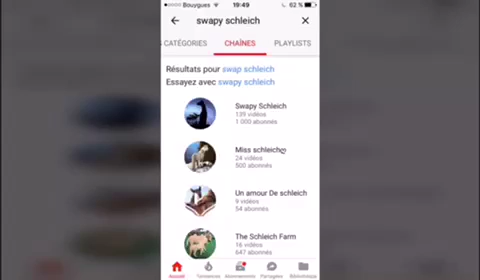 Bouygues 19:49 62 %
swapy schleich
S CATÉGORIES CHAÎNES PLAYLISTS
Résultats pour swap schleich
Essayez avec swapy schleich
Swapy Schleich
139 vidéos
1 000 abonnés
Miss schleichღ
24 vidéos
500 abonnés
Un amour De schleich
9 vidéos
54 abonnés
The Schleich Farm
16 vidéos
647 abonnés
Accueil Tendances Abonnements Partagées Bibliothèque